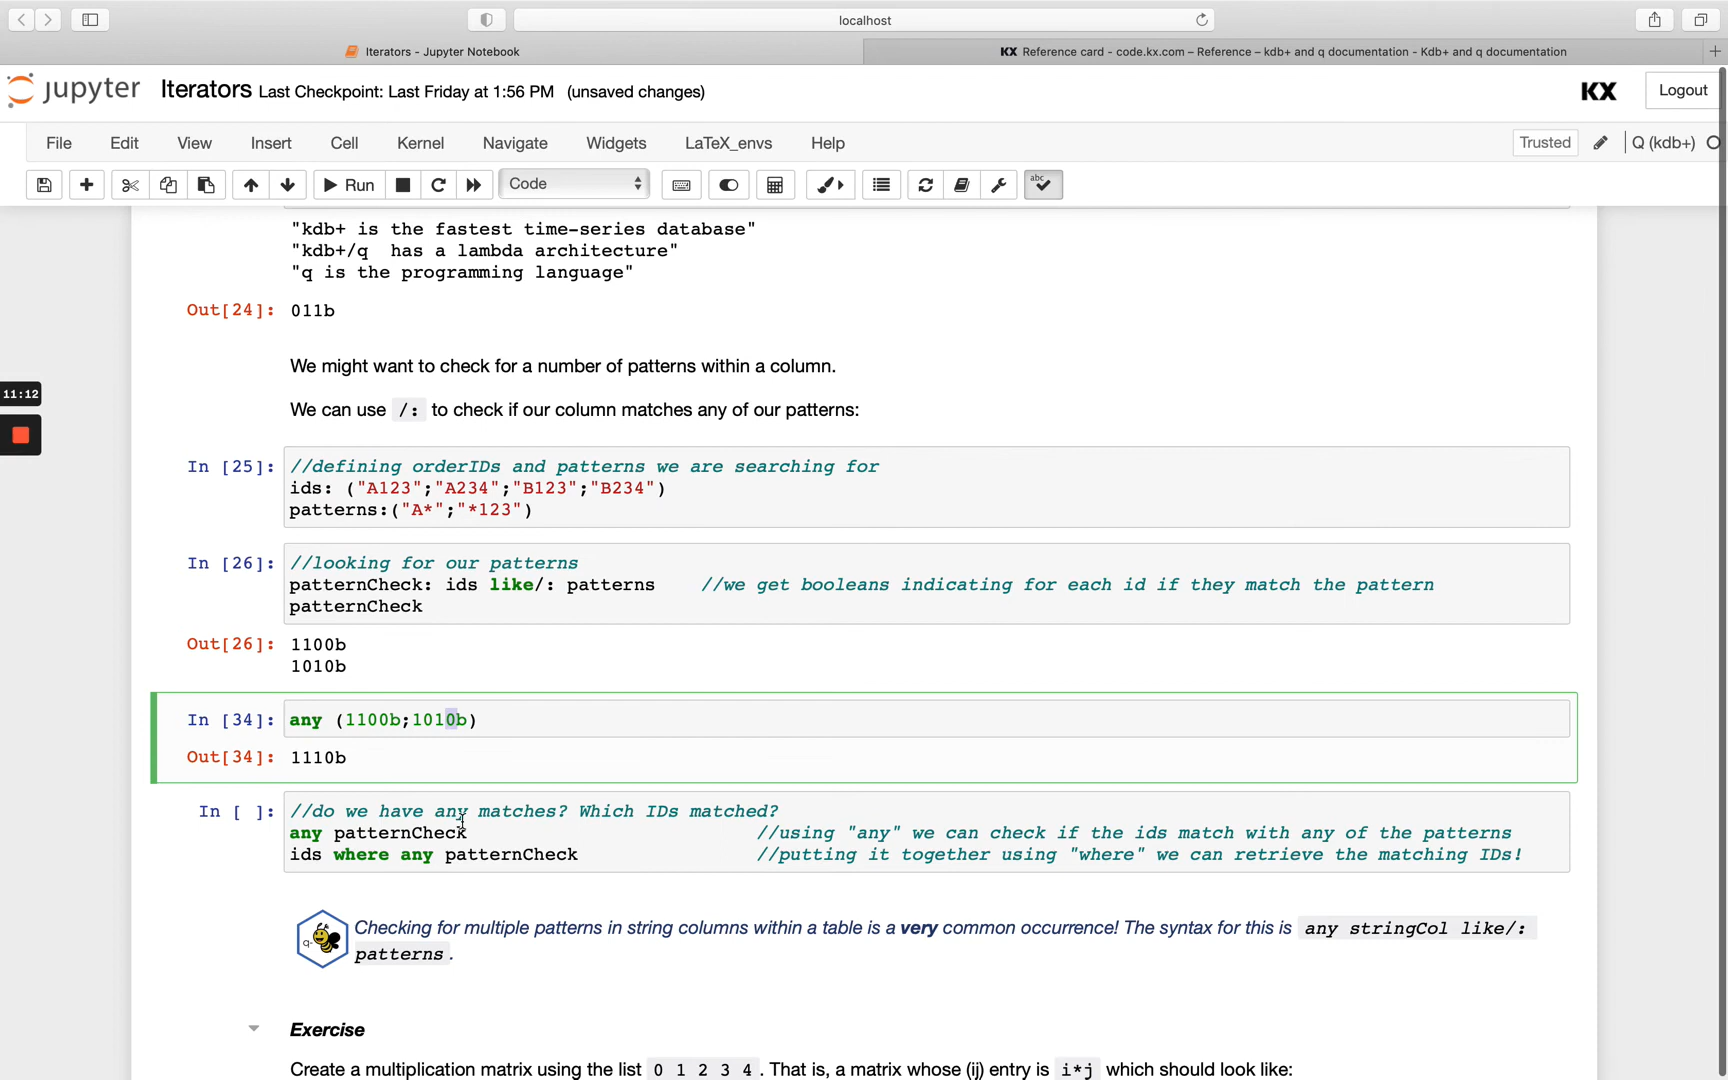 localhost
Iterators - Jupyter Notebook
KX Reference card - code.kx.com – Reference – kdb+ and q documentation - Kdb+ and q documentation
jupyter Iterators Last Checkpoint: Last Friday at 1:56 PM (unsaved changes)
KX
Logout
File Edit View Insert Cell Kernel Navigate Widgets LaTeX_envs Help
Trusted
Q (kdb+)
Run
Code
abc
"kdb+ is the fastest time-series database"
"kdb+/q  has a lambda architecture"
"q is the programming language"
Out[24]: 011b
We might want to check for a number of patterns within a column.
11:12
We can use /: to check if our column matches any of our patterns:
In [25]: //defining orderIDs and patterns we are searching for
ids: ("A123";"A234";"B123";"B234")
patterns:("A*";"*123")
In [26]: //looking for our patterns
patternCheck: ids like/: patterns    //we get booleans indicating for each id if they match the pattern
patternCheck
Out[26]: 1100b
1010b
In [34]: any (1100b;1010b)
Out[34]: 1110b
In [ ]: //do we have any matches? Which IDs matched?
any patternCheck    //using "any" we can check if the ids match with any of the patterns
ids where any patternCheck    //putting it together using "where" we can retrieve the matching IDs!
q-
Checking for multiple patterns in string columns within a table is a very common occurrence! The syntax for this is any stringCol like/:
patterns .
Exercise
Create a multiplication matrix using the list 0 1 2 3 4 . That is, a matrix whose (ij) entry is i*j which should look like: